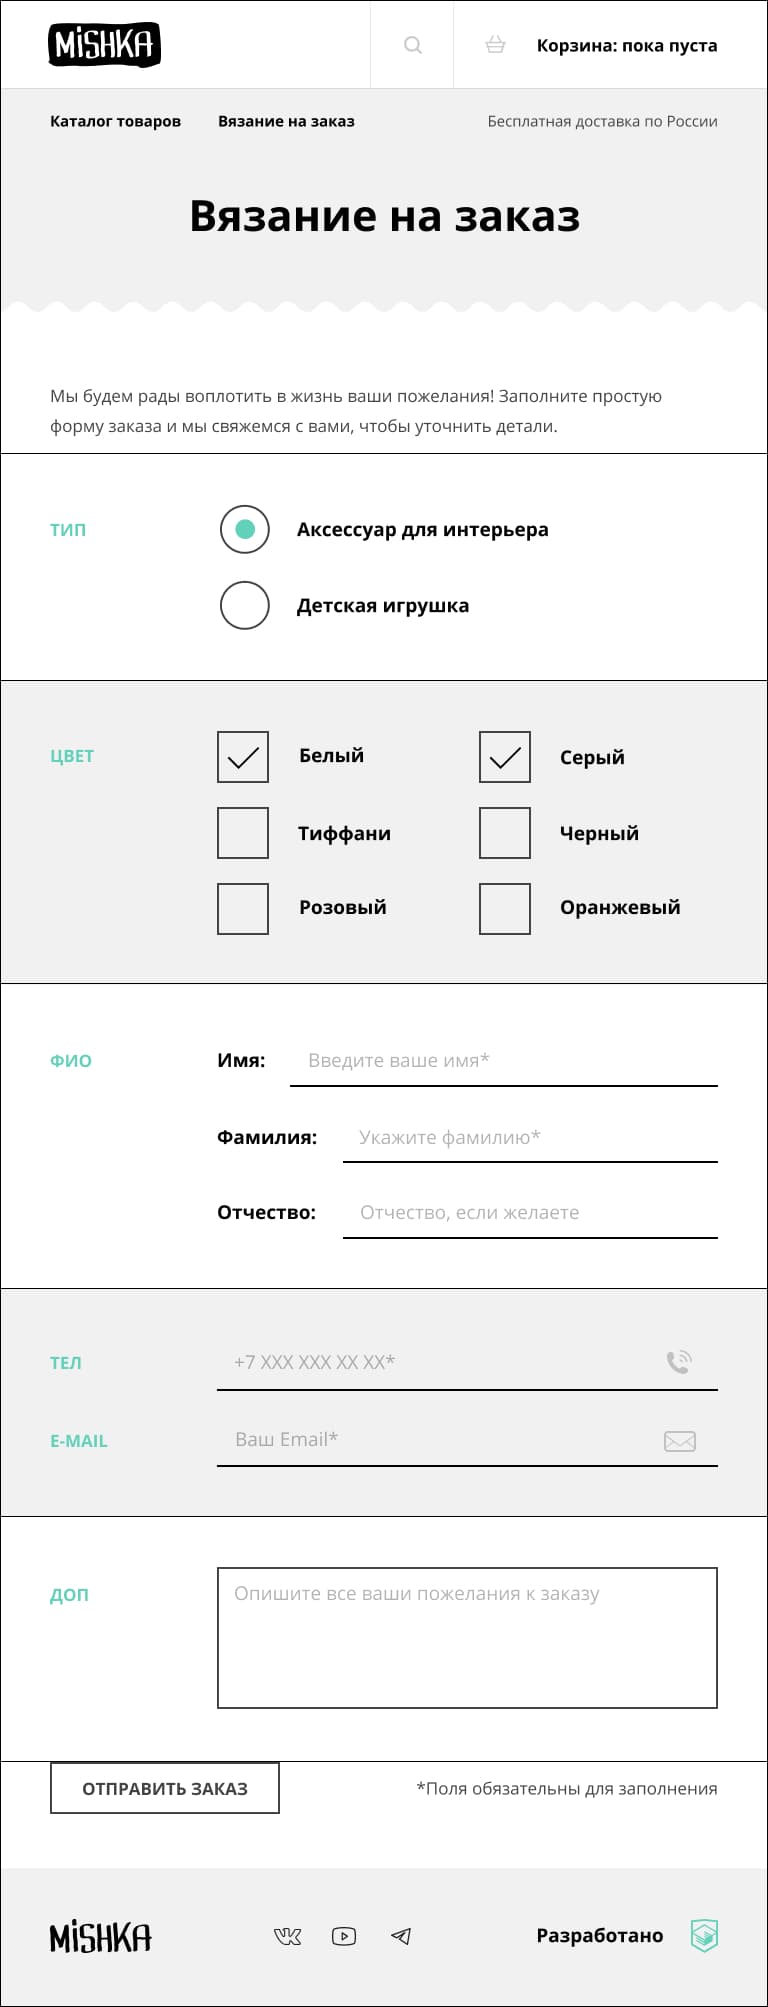 MiSHKA
Корзина: пока пуста
Каталог товаров
Вязание на заказ
Бесплатная доставка по России
Вязание на заказ
Мы будем рады воплотить в жизнь ваши пожелания! Заполните простую
форму заказа и мы свяжемся с вами, чтобы уточнить детали.
ТИП
Аксессуар для интерьера
Детская игрушка
ЦВЕТ
Белый
Серый
Тиффани
Черный
Розовый
Оранжевый
ФИО
Имя:
Введите ваше имя*
Фамилия:
Укажите фамилию*
Отчество:
Отчество, если желаете
ТЕЛ
+7 XXX XXX XX XX*
E-MAIL
Ваш Email*
ДОП
Опишите все ваши пожелания к заказу
ОТПРАВИТЬ ЗАКАЗ
*Поля обязательны для заполнения
MiSHKA
Разработано